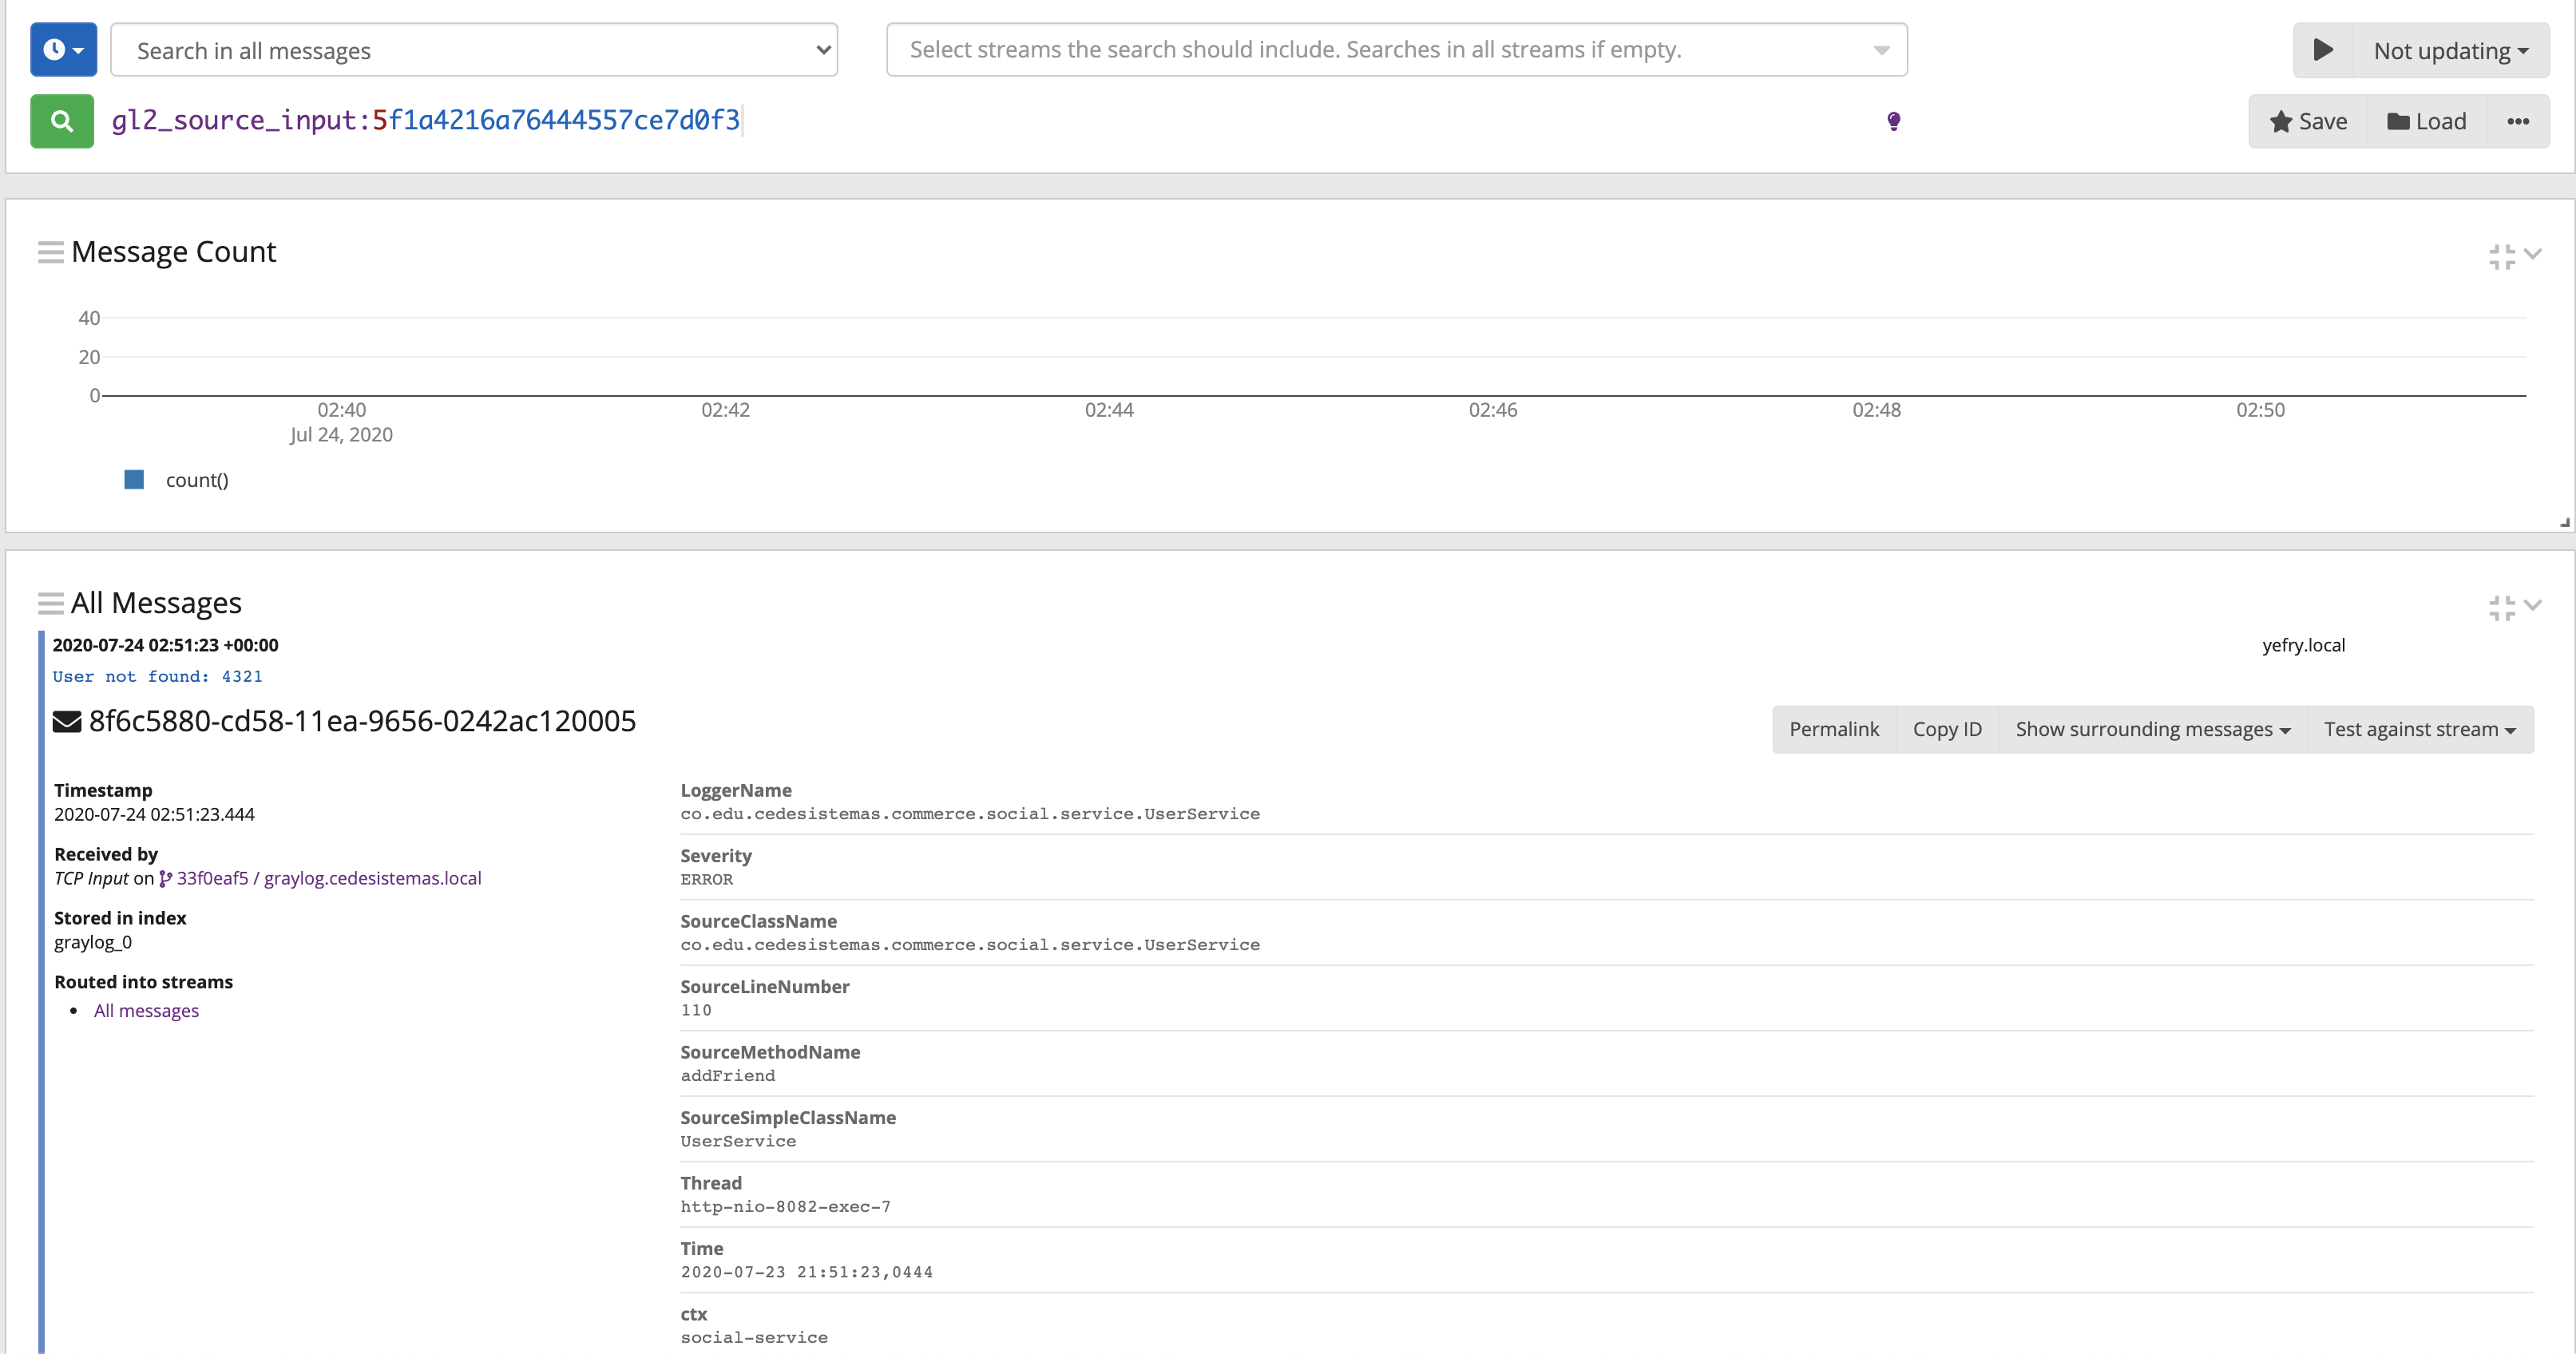 Search in all messages
Select streams the search should include. Searches in all streams if empty.
Not updating
gl2_source_input:5f1a4216a76444557ce7d0f3
Save
Load
Message Count
40
20
0
02:40
02:42
02:44
02:46
02:48
02:50
Jul 24, 2020
count()
All Messages
2020-07-24 02:51:23 +00:00
yefry.local
User not found: 4321
8f6c5880-cd58-11ea-9656-0242ac120005
Permalink
Copy ID
Show surrounding messages
Test against stream
Timestamp
2020-07-24 02:51:23.444
Received by
TCP Input on 33f0eaf5 / graylog.cedesistemas.local
Stored in index
graylog_0
Routed into streams
• All messages
LoggerName
co.edu.cedesistemas.commerce.social.service.UserService
Severity
ERROR
SourceClassName
co.edu.cedesistemas.commerce.social.service.UserService
SourceLineNumber
110
SourceMethodName
addFriend
SourceSimpleClassName
UserService
Thread
http-nio-8082-exec-7
Time
2020-07-23 21:51:23,0444
ctx
social-service